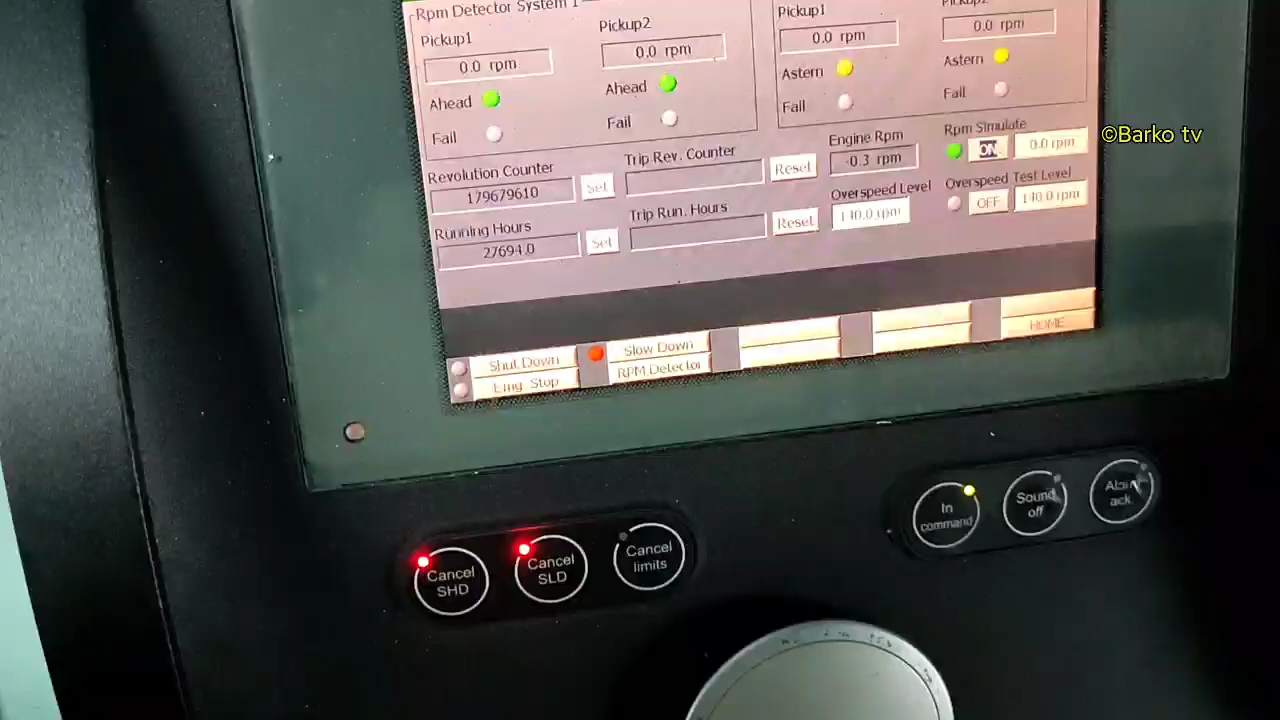 Rpm Detector System 1
Pickup1
0.0 rpm
Ahead
Fail
Pickup2
0.0 rpm
Ahead
Fail
Pickup1
0.0 rpm
Astern
Fail
Pickup2
0.0 rpm
Astern
Fail
Revolution Counter
179679610
Set
Trip Rev. Counter
Reset
Engine Rpm
-0.3 rpm
Rpm Simulate
ON
0.0 rpm
Running Hours
27694.0
Set
Trip Run. Hours
Reset
Overspeed Level
140.0 rpm
Overspeed Test Level
OFF
140.0 rpm
Shut Down
Emg. Stop
Slow Down
RPM Detector
HOME
©Barko tv
Cancel
SHD
Cancel
SLD
Cancel
limits
In
command
Sound
off
Alarm
ack